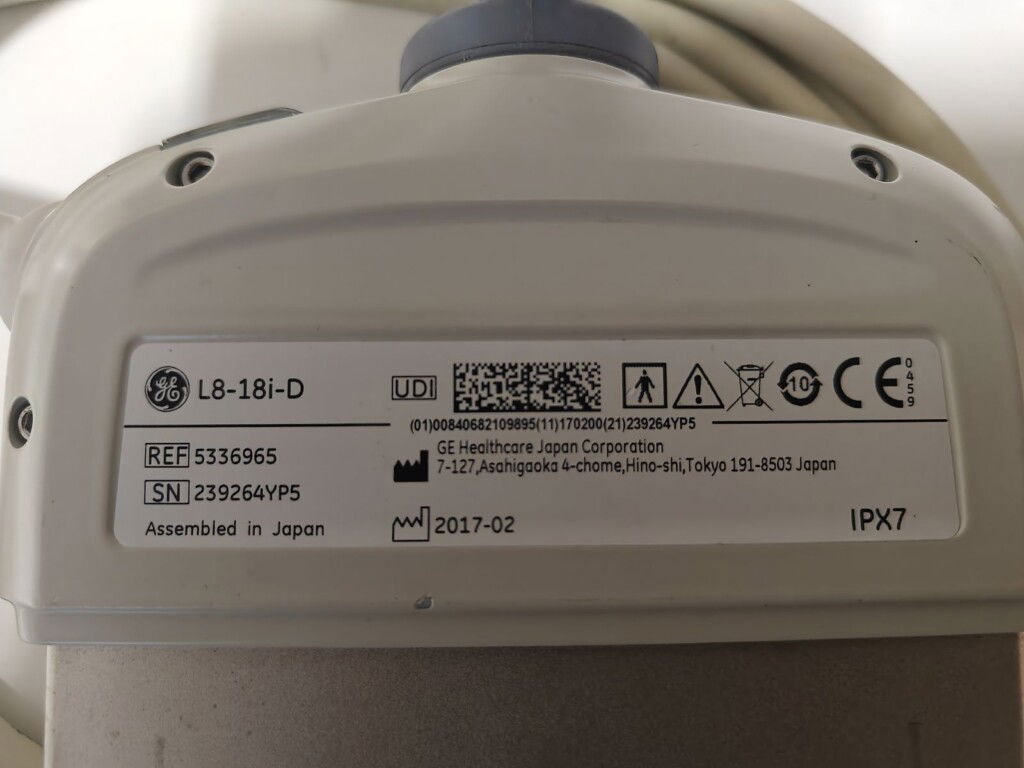 GE L8-18i-D
UDI
10
CE 0459
(01)00840682109895(11)170200(21)239264YP5
REF 5336965
GE Healthcare Japan Corporation
7-127,Asahigaoka 4-chome,Hino-shi,Tokyo 191-8503 Japan
SN 239264YP5
Assembled in Japan
2017-02
IPX7